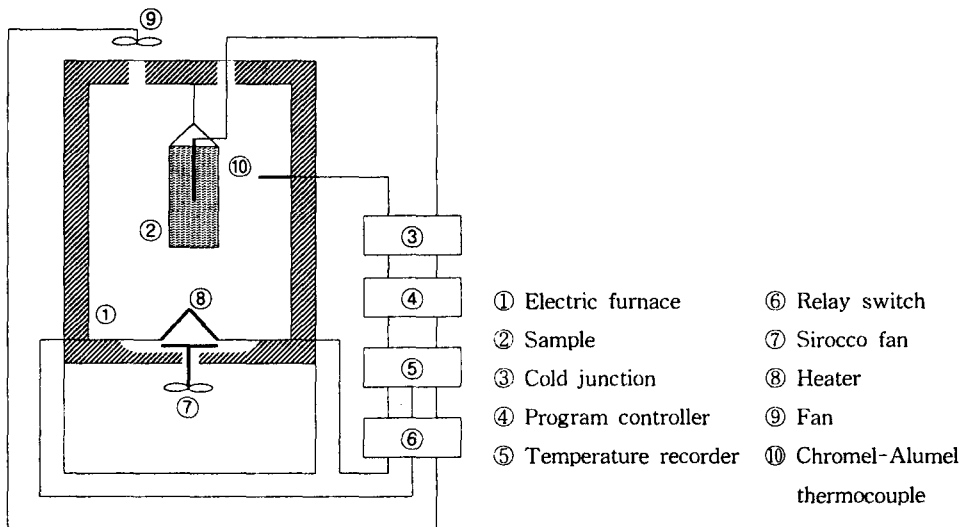 ⑨
⑩
②
③
①
⑧
④
⑤
⑦
⑥
① Electric furnace
② Sample
③ Cold junction
④ Program controller
⑤ Temperature recorder
⑥ Relay switch
⑦ Sirocco fan
⑧ Heater
⑨ Fan
⑩ Chromel-Alumel
thermocouple